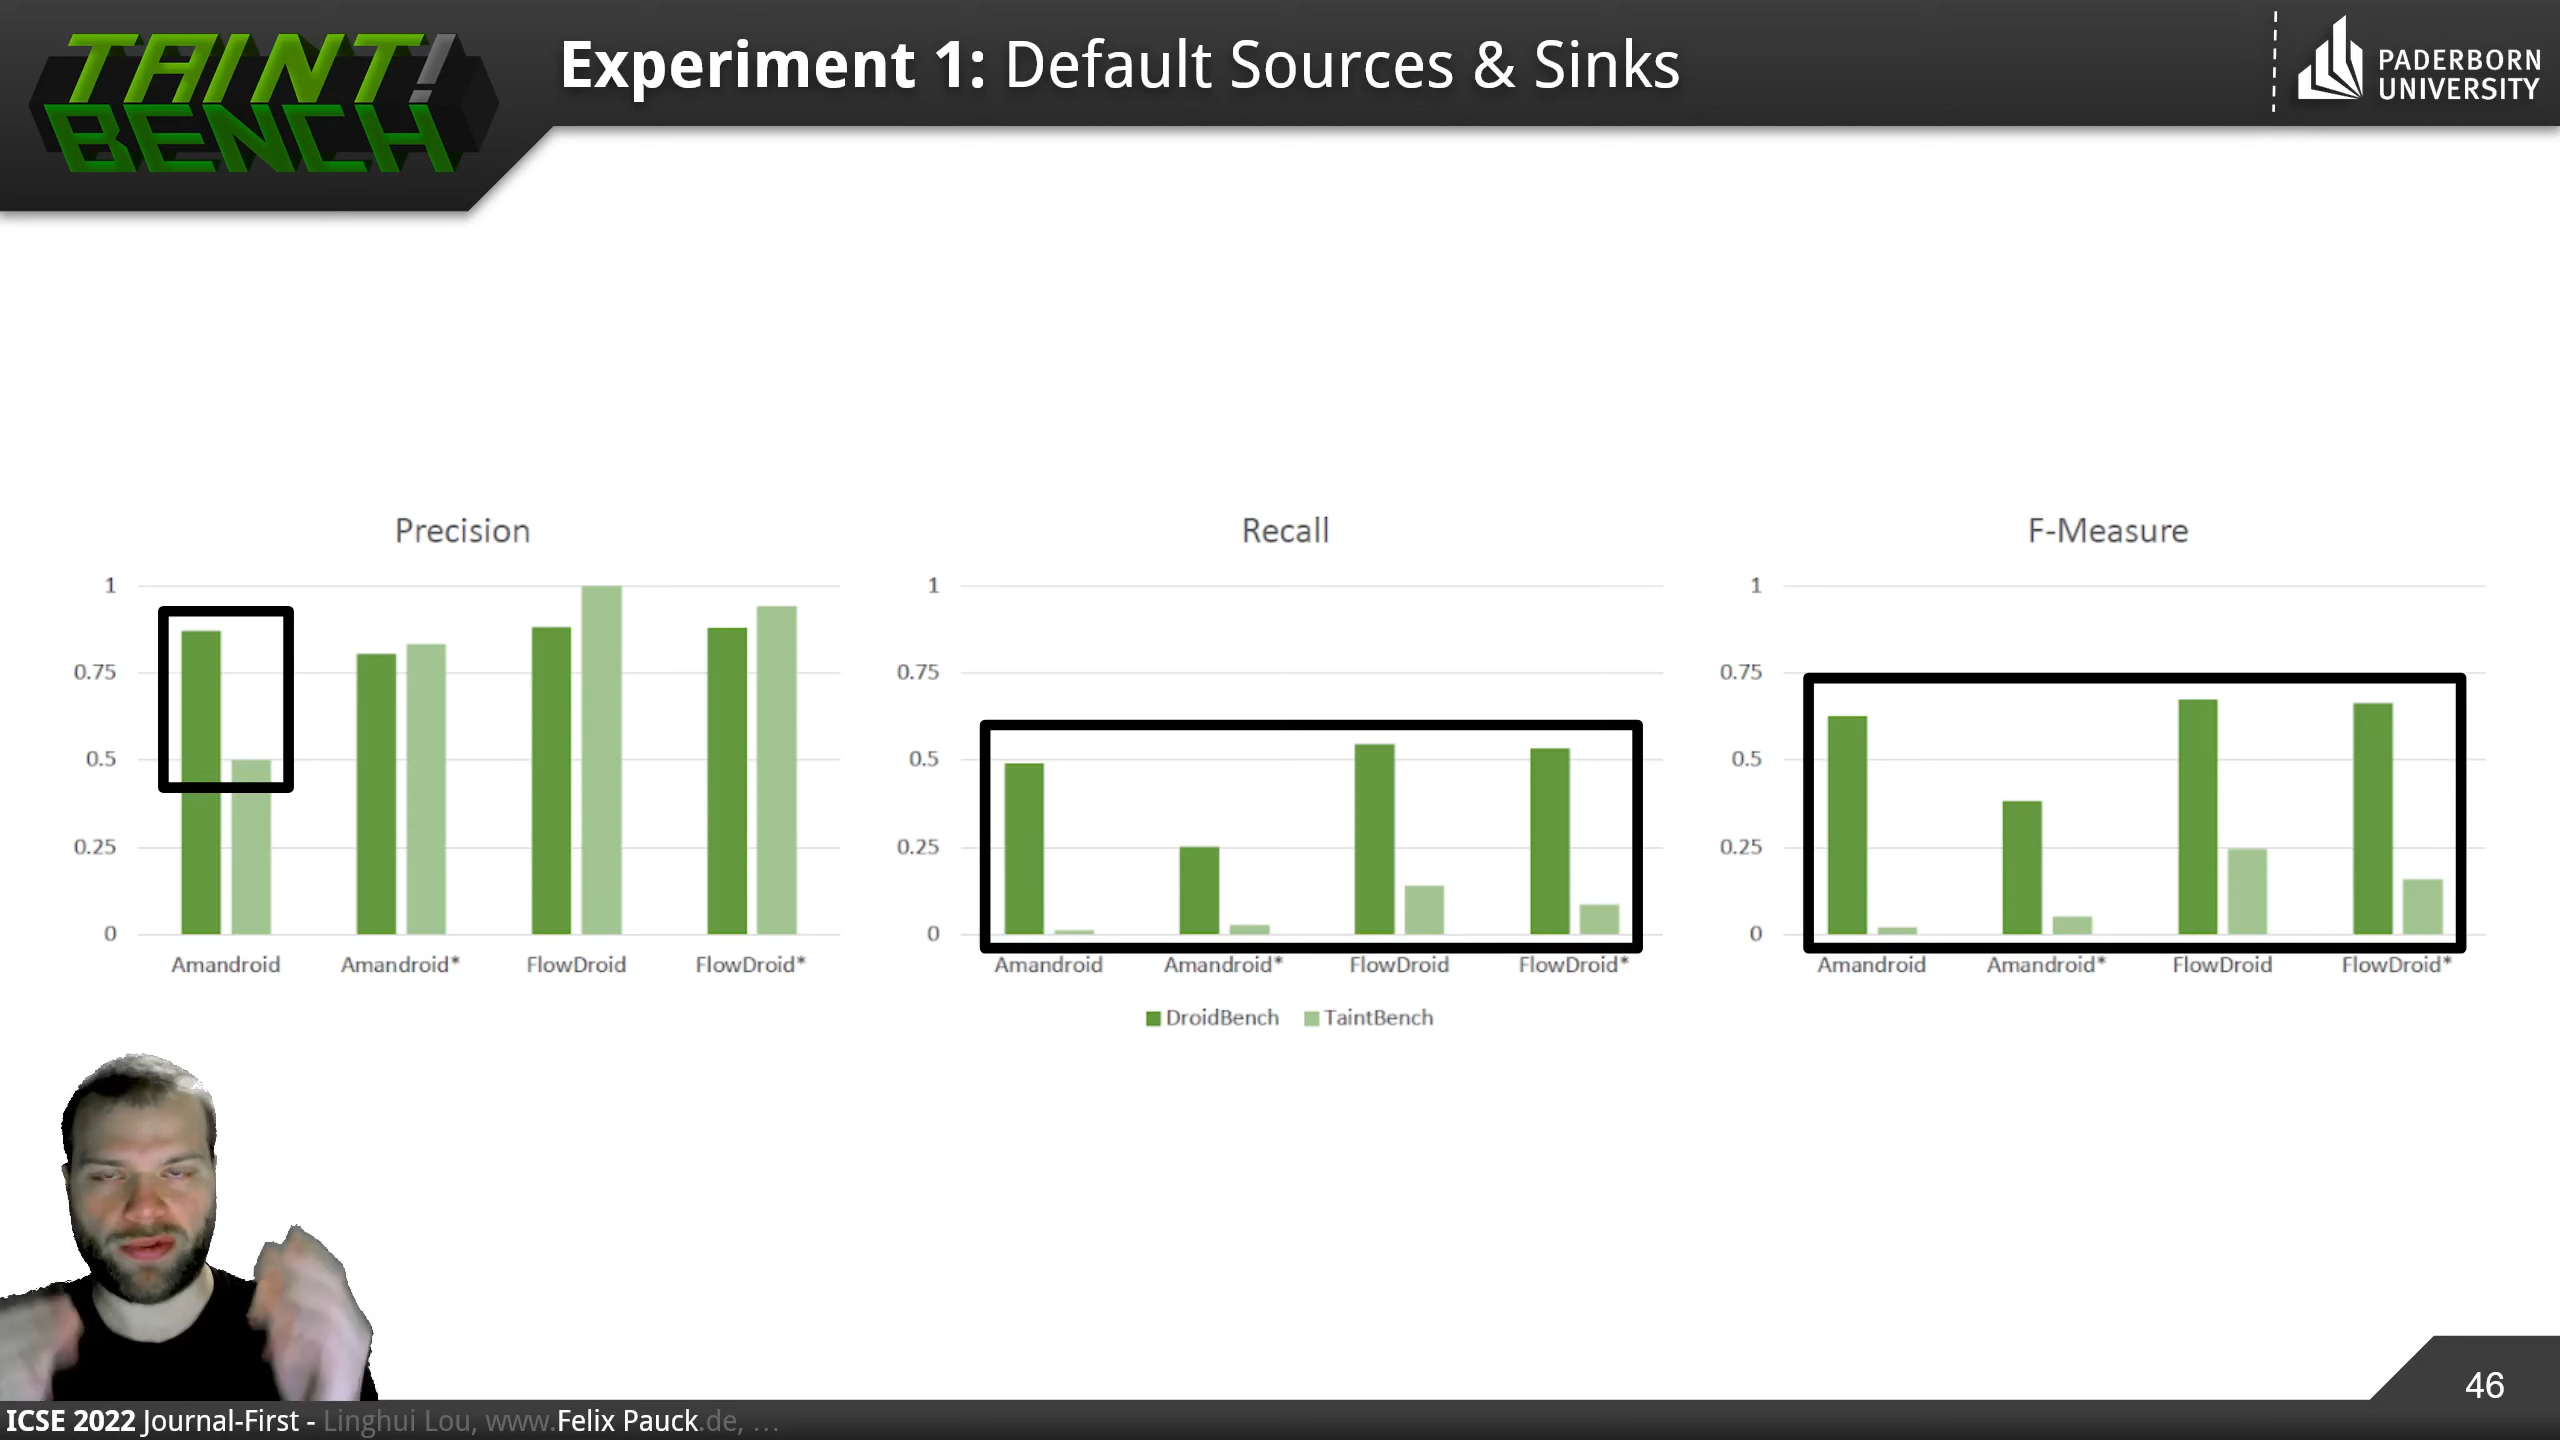 TAINT!
BENCH
Experiment 1: Default Sources & Sinks
PADERBORN
UNIVERSITY
Precision
1
0.75
0.5
0.25
0
Amandroid Amandroid* FlowDroid FlowDroid*
Recall
1
0.75
0.5
0.25
0
Amandroid Amandroid* FlowDroid FlowDroid*
DroidBench TaintBench
F-Measure
1
0.75
0.5
0.25
0
Amandroid Amandroid* FlowDroid FlowDroid*
46
ICSE 2022 Journal-First - Linghui Lou, www.Felix Pauck.de, …